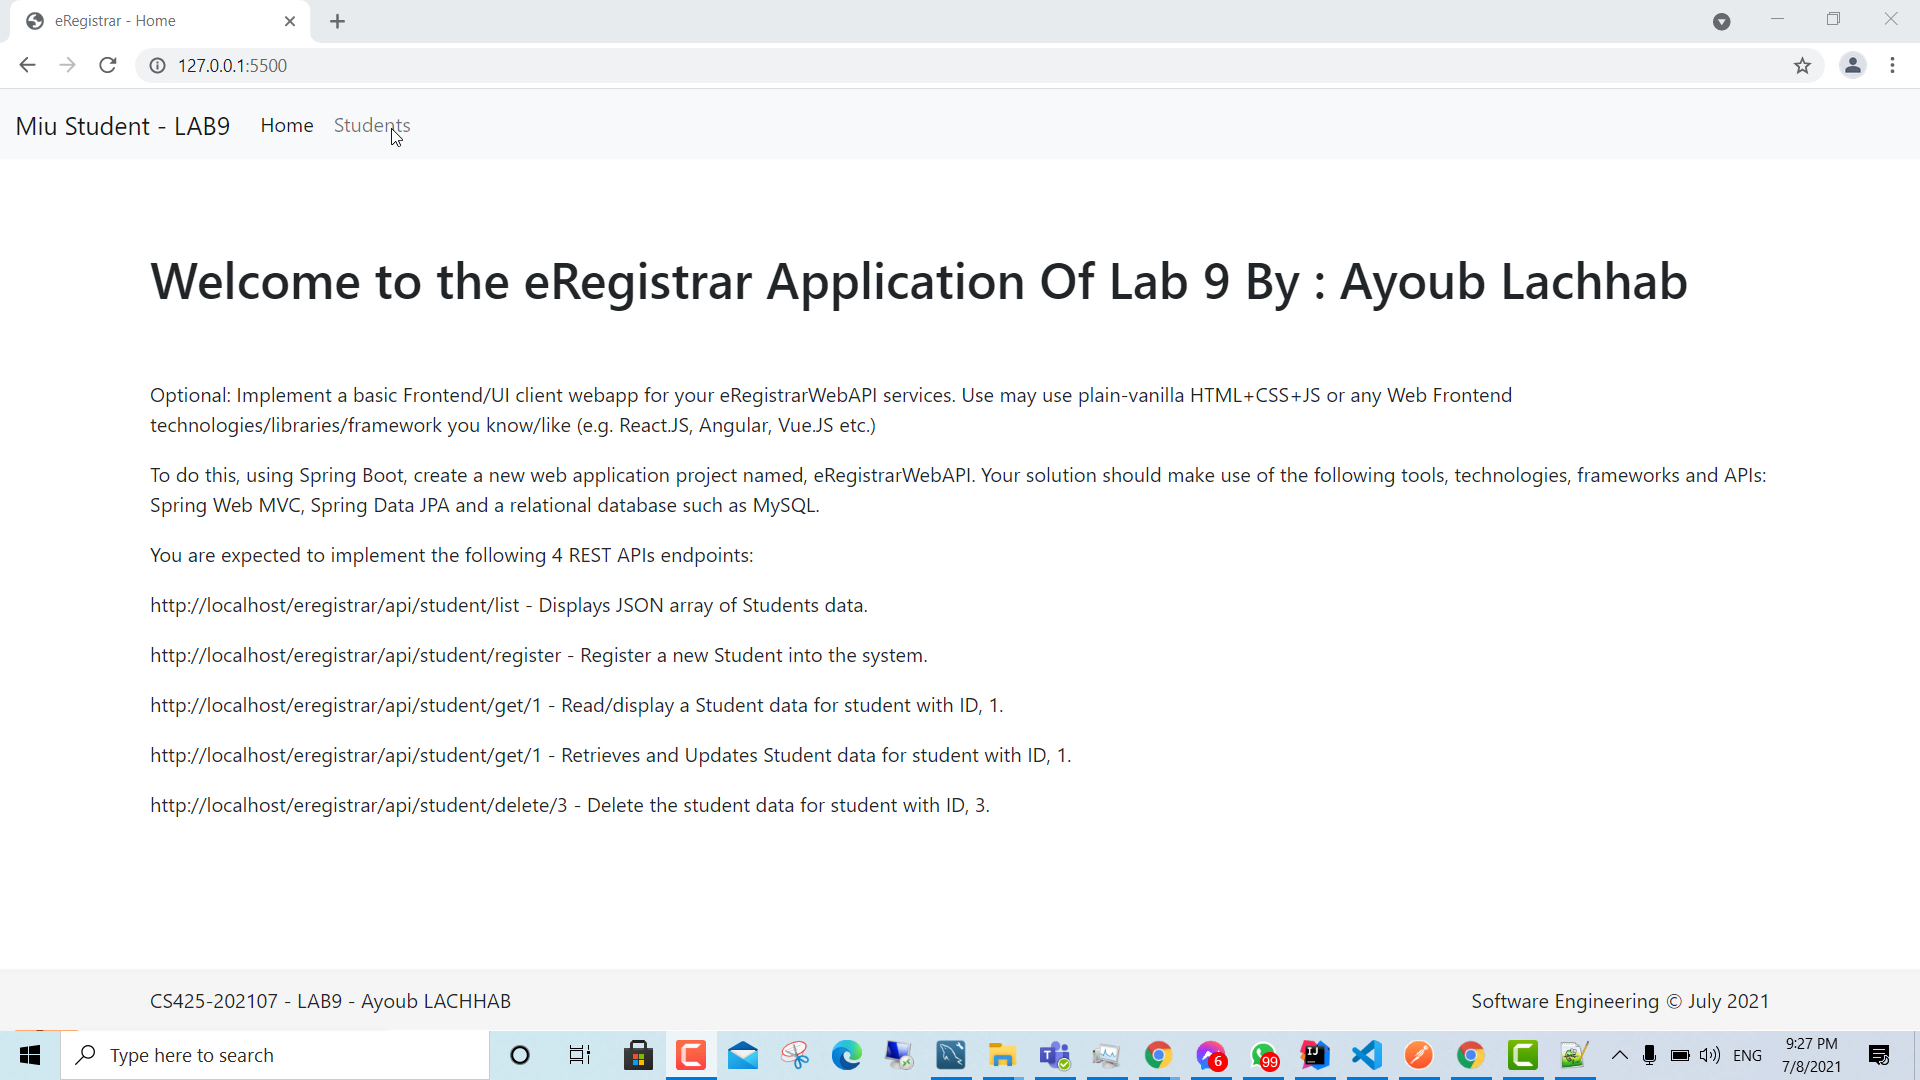 eRegistrar - Home
127.0.0.1:5500
Miu Student - LAB9 Home Students
Welcome to the eRegistrar Application Of Lab 9 By : Ayoub Lachhab
Optional: Implement a basic Frontend/UI client webapp for your eRegistrarWebAPI services. Use may use plain-vanilla HTML+CSS+JS or any Web Frontend
technologies/libraries/framework you know/like (e.g. React.JS, Angular, Vue.JS etc.)
To do this, using Spring Boot, create a new web application project named, eRegistrarWebAPI. Your solution should make use of the following tools, technologies, frameworks and APIs:
Spring Web MVC, Spring Data JPA and a relational database such as MySQL.
You are expected to implement the following 4 REST APIs endpoints:
http://localhost/eregistrar/api/student/list - Displays JSON array of Students data.
http://localhost/eregistrar/api/student/register - Register a new Student into the system.
http://localhost/eregistrar/api/student/get/1 - Read/display a Student data for student with ID, 1.
http://localhost/eregistrar/api/student/get/1 - Retrieves and Updates Student data for student with ID, 1.
http://localhost/eregistrar/api/student/delete/3 - Delete the student data for student with ID, 3.
CS425-202107 - LAB9 - Ayoub LACHHAB Software Engineering © July 2021
Type here to search 6 99 ENG 9:27 PM
7/8/2021